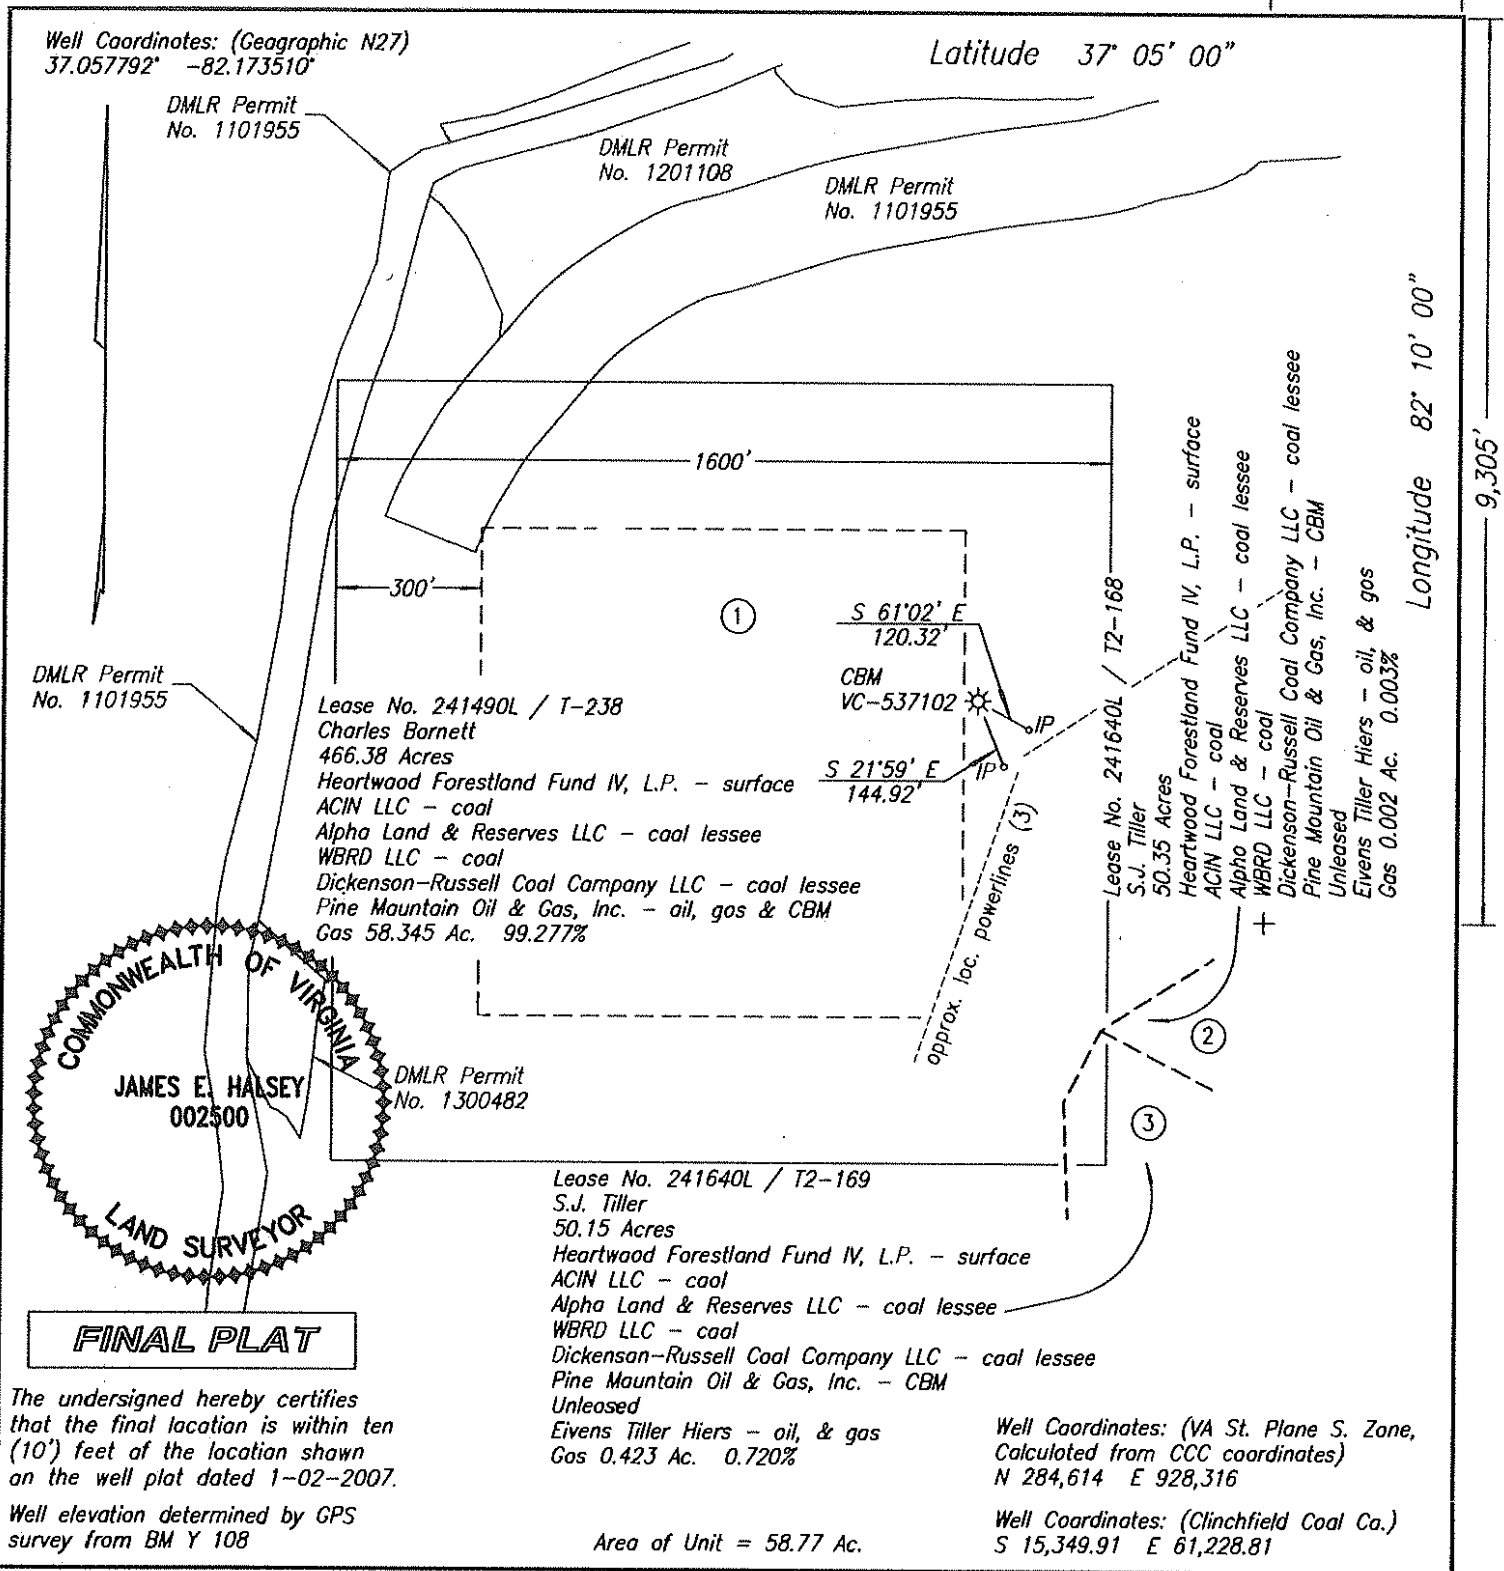 Well Coordinates: (Geographic N27)
37.057792° -82.173510°
Latitude 37° 05' 00"
DMLR Permit
No. 1101955
DMLR Permit
No. 1201108
DMLR Permit
No. 1101955
Longitude 82° 10' 00"
9,305'
1600'
300'
1
S 61°02' E
120.32'
CBM
VC-537102
IP
S 21°59' E
144.92'
IP
approx. loc. powerlines (3)
DMLR Permit
No. 1101955
Lease No. 241490L / T-238
Charles Barnett
466.38 Acres
Heartwood Forestland Fund IV, L.P. - surface
ACIN LLC - coal
Alpha Land & Reserves LLC - coal lessee
WBRD LLC - coal
Dickenson-Russell Coal Company LLC - coal lessee
Pine Mountain Oil & Gas, Inc. - oil, gas & CBM
Gas 58.345 Ac. 99.277%
Lease No. 241640L / T2-168
S.J. Tiller
50.35 Acres
Heartwood Forestland Fund IV, L.P. - surface
ACIN LLC - coal
Alpha Land & Reserves LLC - coal lessee
WBRD LLC - coal
Dickenson-Russell Coal Company LLC - coal lessee
Pine Mountain Oil & Gas, Inc. - CBM
Unleased
Eivens Tiller Hiers - oil, & gas
Gas 0.002 Ac. 0.003%
2
3
COMMONWEALTH OF VIRGINIA
JAMES E. HALSEY
002500
LAND SURVEYOR
DMLR Permit
No. 1300482
Lease No. 241640L / T2-169
S.J. Tiller
50.15 Acres
Heartwood Forestland Fund IV, L.P. - surface
ACIN LLC - coal
Alpha Land & Reserves LLC - coal lessee
WBRD LLC - coal
Dickenson-Russell Coal Company LLC - coal lessee
Pine Mountain Oil & Gas, Inc. - CBM
Unleased
Eivens Tiller Hiers - oil, & gas
Gas 0.423 Ac. 0.720%
FINAL PLAT
The undersigned hereby certifies
that the final location is within ten
(10') feet of the location shown
on the well plat dated 1-02-2007.
Well elevation determined by GPS
survey from BM Y 108
Area of Unit = 58.77 Ac.
Well Coordinates: (VA St. Plane S. Zone,
Calculated from CCC coordinates)
N 284,614 E 928,316
Well Coordinates: (Clinchfield Coal Co.)
S 15,349.91 E 61,228.81